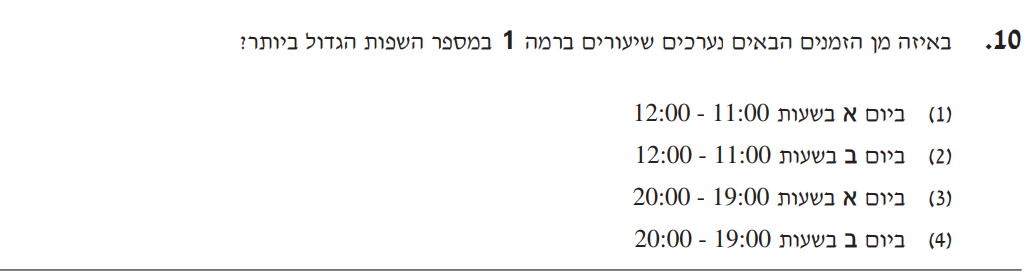 10. באיזה מן הזמנים הבאים נערכים שיעורים ברמה 1 במספר השפות הגדול ביותר?
(1) ביום א בשעות 11:00 - 12:00
(2) ביום ב בשעות 11:00 - 12:00
(3) ביום א בשעות 19:00 - 20:00
(4) ביום ב בשעות 19:00 - 20:00